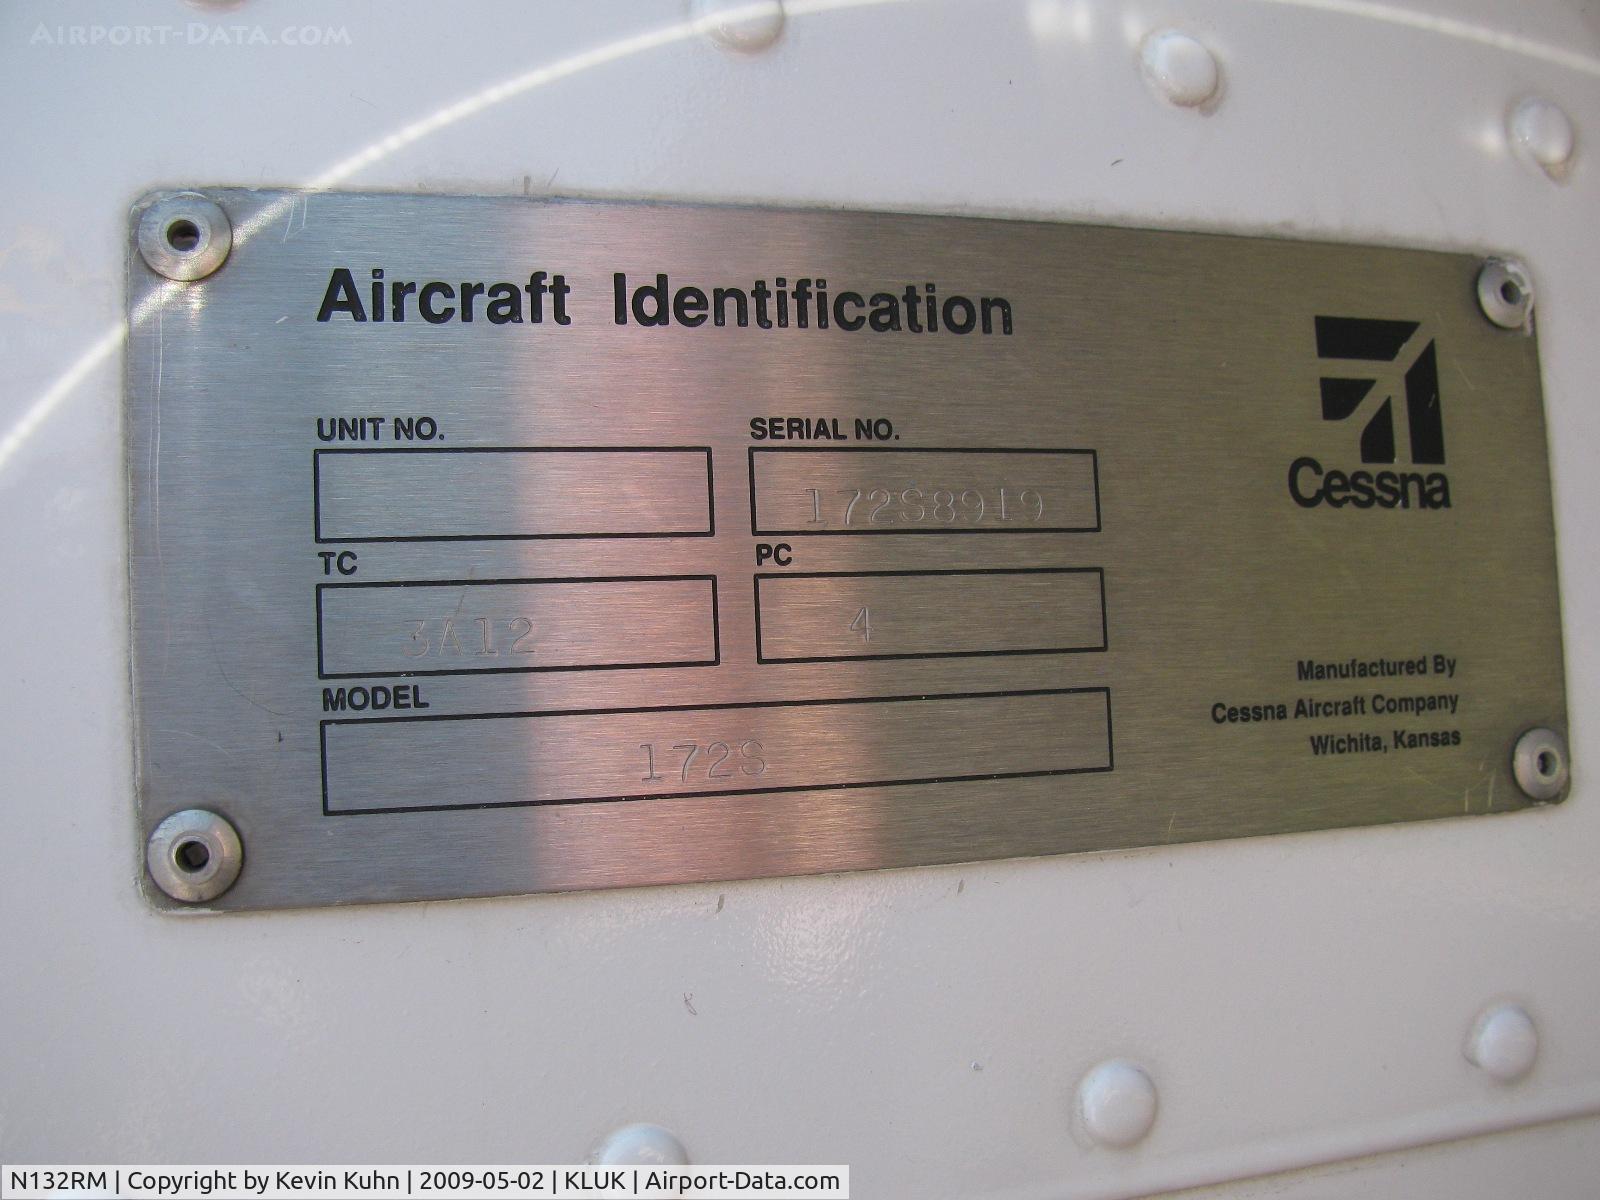 Airport-Data.com
Aircraft Identification
UNIT NO.
SERIAL NO.
172S8919
TC
3A12
PC
4
MODEL
172S
Cessna
Manufactured By
Cessna Aircraft Company
Wichita, Kansas
N132RM | Copyright by Kevin Kuhn | 2009-05-02 | KLUK | Airport-Data.com